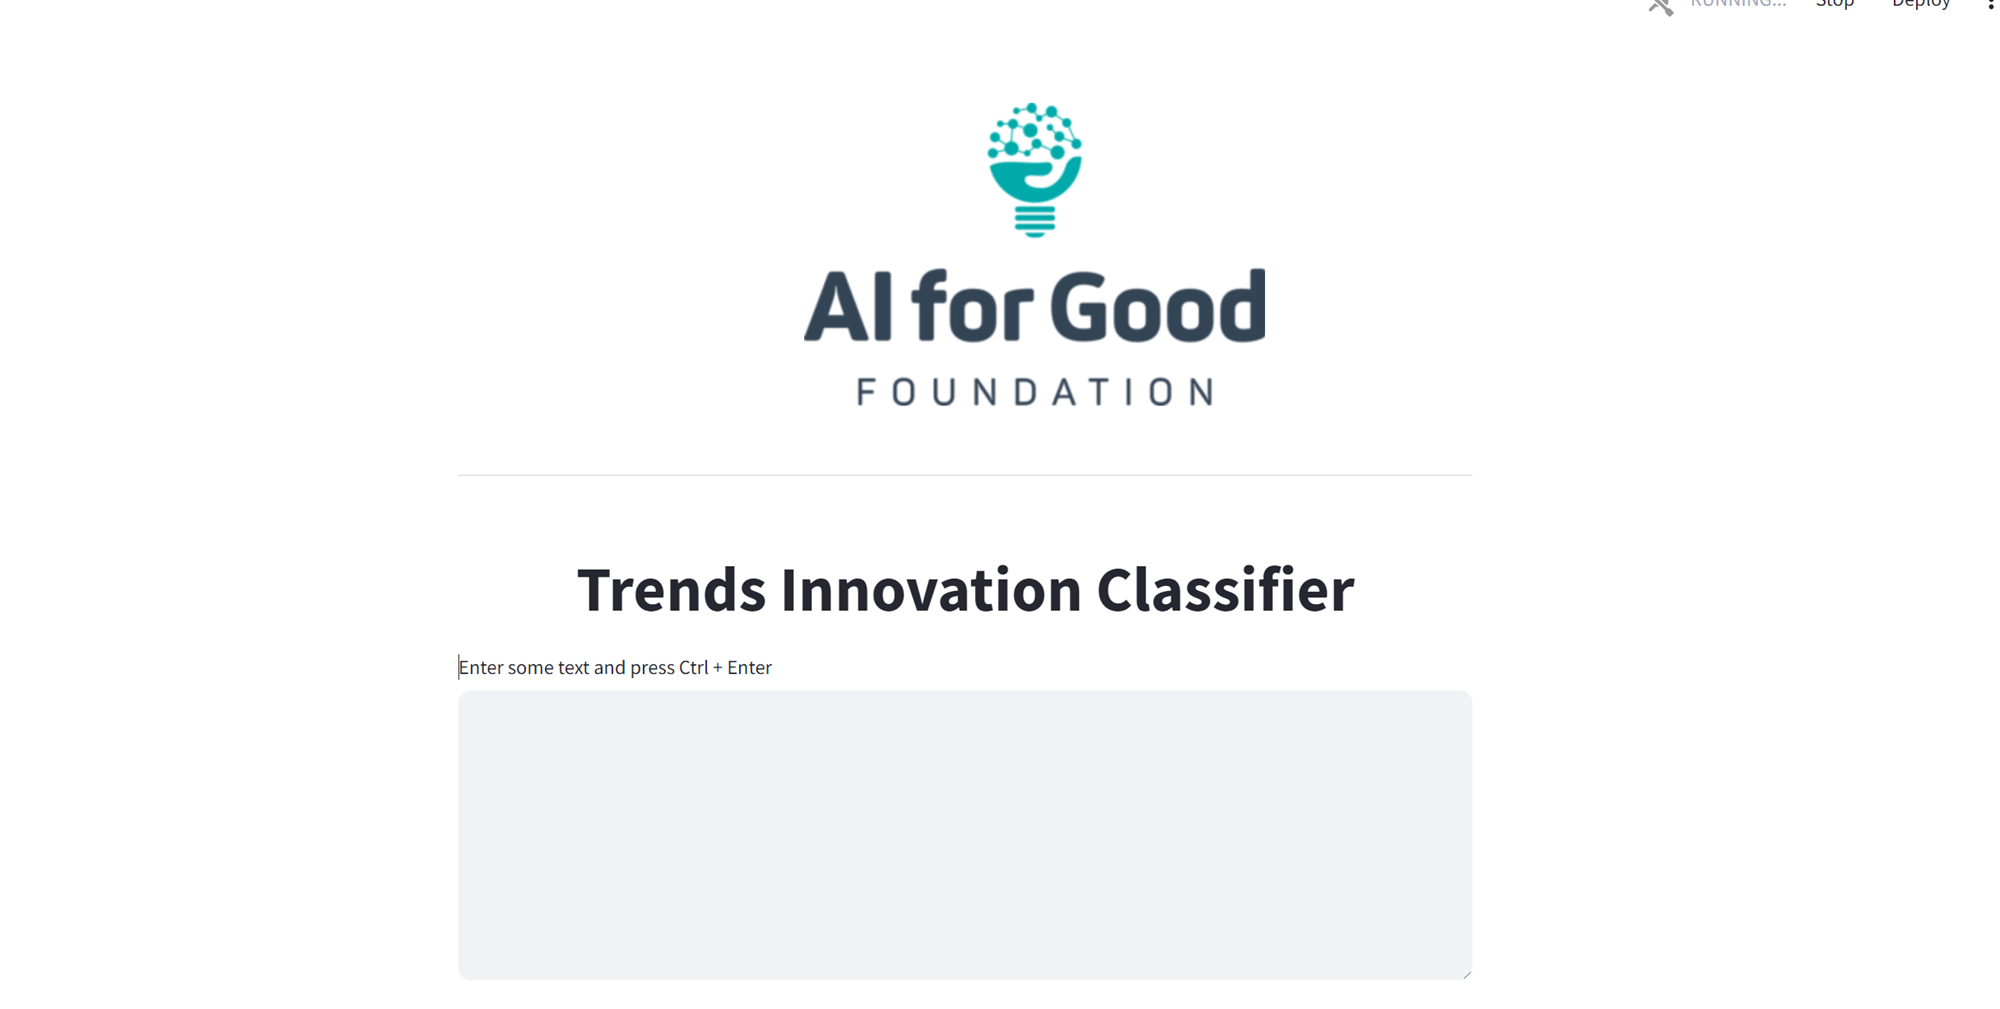 RUNNING... Stop Deploy
AI for Good
FOUNDATION
Trends Innovation Classifier
Enter some text and press Ctrl + Enter